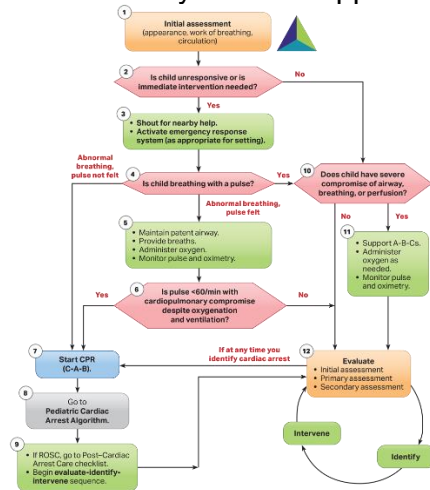 1
Initial assessment
(appearance, work of breathing,
circulation)
2
Is child unresponsive or is
immediate intervention needed?
No
Yes
3
• Shout for nearby help.
• Activate emergency response
system (as appropriate for setting).
Abnormal
breathing,
pulse not felt
4
Is child breathing with a pulse?
Yes
10
Does child have severe
compromise of airway,
breathing, or perfusion?
Abnormal breathing,
pulse felt
No
Yes
5
• Maintain patent airway.
• Provide breaths.
• Administer oxygen.
• Monitor pulse and oximetry.
11
• Support A-B-Cs.
• Administer
oxygen as
needed.
• Monitor pulse
and oximetry.
6
Is pulse <60/min with
cardiopulmonary compromise
despite oxygenation
and ventilation?
Yes
No
7
Start CPR
(C-A-B).
If at any time you
identify cardiac arrest
12
Evaluate
• Initial assessment
• Primary assessment
• Secondary assessment
8
Go to
Pediatric Cardiac
Arrest Algorithm.
9
• If ROSC, go to Post–Cardiac
Arrest Care checklist.
• Begin evaluate-identify-
intervene sequence.
Intervene
Identify